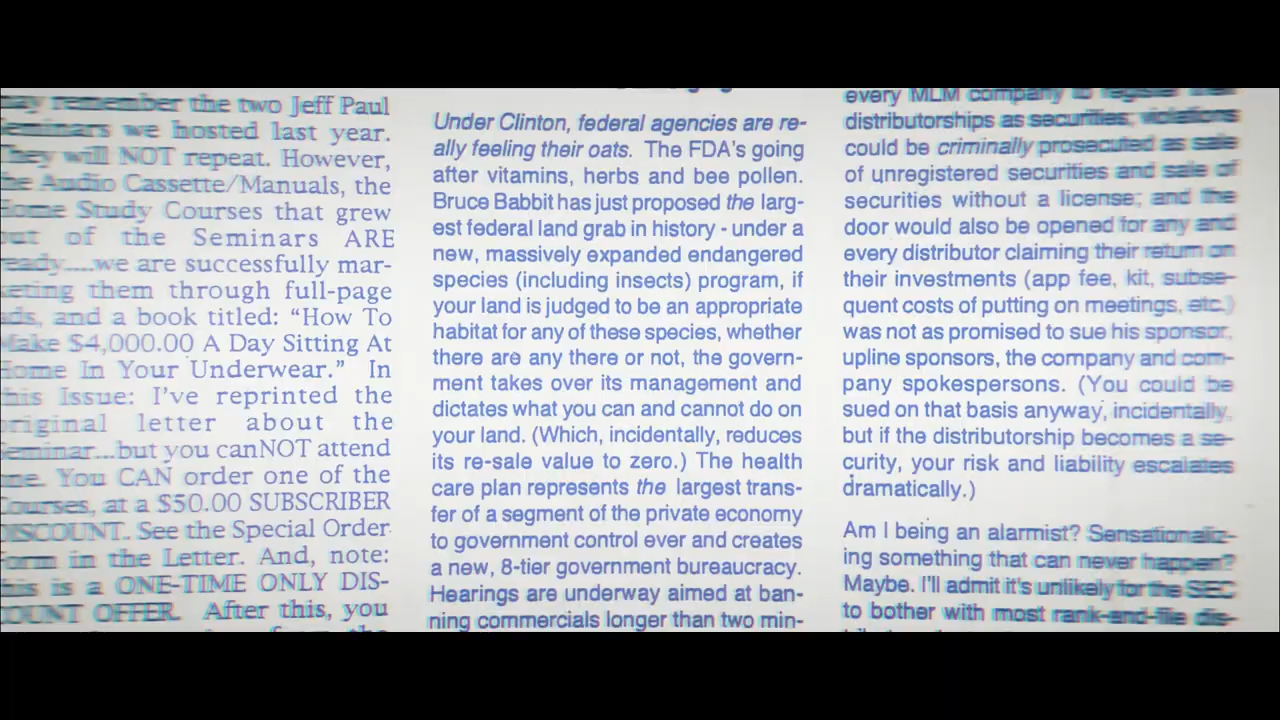 may remember the two Jeff Paul
Seminars we hosted last year.
They will NOT repeat. However,
the Audio Cassette/Manuals, the
Home Study Courses that grew
out of the Seminars ARE
ready....we are successfully mar-
keting them through full-page
ads, and a book titled: “How To
Make $4,000.00 A Day Sitting At
Home In Your Underwear.” In
this Issue: I've reprinted the
original letter about the
Seminar...but you canNOT attend
one. You CAN order one of the
Courses, at a $50.00 SUBSCRIBER
DISCOUNT. See the Special Order
Form in the Letter. And, note:
this is a ONE-TIME ONLY DIS-
COUNT OFFER. After this, you
Under Clinton, federal agencies are re-
ally feeling their oats. The FDA's going
after vitamins, herbs and bee pollen.
Bruce Babbit has just proposed the larg-
est federal land grab in history - under a
new, massively expanded endangered
species (including insects) program, if
your land is judged to be an appropriate
habitat for any of these species, whether
there are any there or not, the govern-
ment takes over its management and
dictates what you can and cannot do on
your land. (Which, incidentally, reduces
its re-sale value to zero.) The health
care plan represents the largest trans-
fer of a segment of the private economy
to government control ever and creates
a new, 8-tier government bureaucracy.
Hearings are underway aimed at ban-
ning commercials longer than two min-
every MLM company to register
distributorships as securities; violations
could be criminally prosecuted as sale
of unregistered securities and sale of
securities without a license; and the
door would also be opened for any and
every distributor claiming their return on
their investments (app fee, kit, subse-
quent costs of putting on meetings, etc.)
was not as promised to sue his sponsor,
upline sponsors, the company and com-
pany spokespersons. (You could be
sued on that basis anyway, incidentally,
but if the distributorship becomes a se-
curity, your risk and liability escalates
dramatically.)
Am I being an alarmist? Sensationaliz-
ing something that can never happen?
Maybe. I'll admit it's unlikely for the SEC
to bother with most rank-and-file dis-